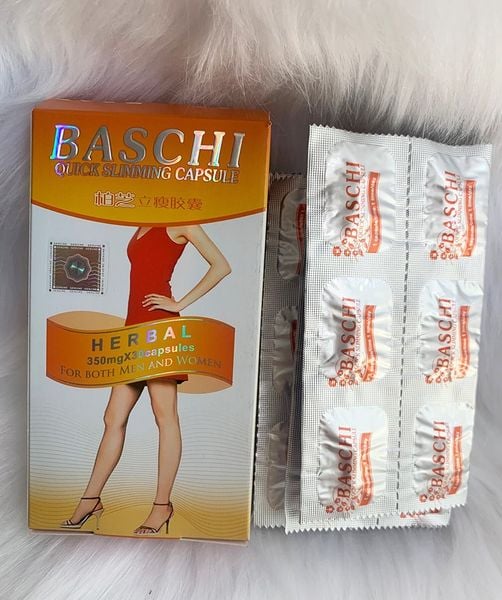 BASCHI
QUICK SLIMMING CAPSULE
柏芝立瘦胶囊
HERBAL
350mgX30capsules
FOR BOTH MEN AND WOMEN
BASCHI
BASCHI
BASCHI
BASCHI
BASCHI
BASCHI